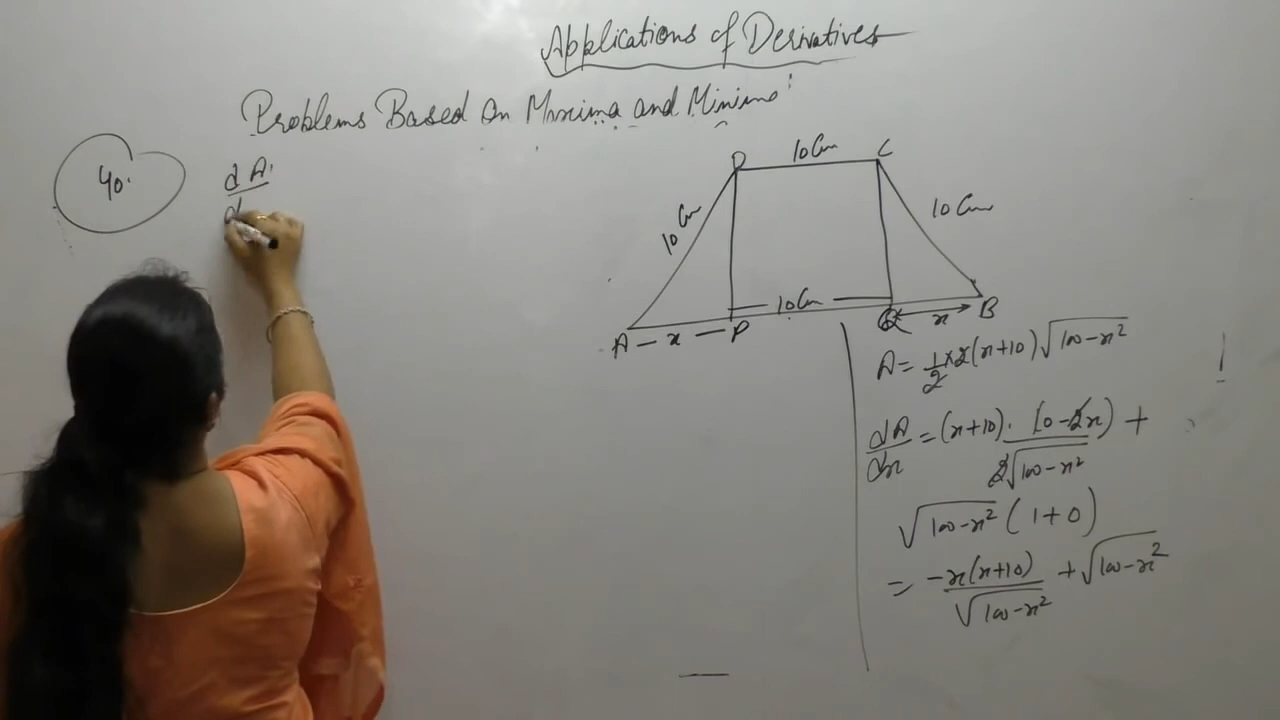 Applications of Derivatives
Problems Based on Maxima and Minima
40.
dA
d
D
10 Cm
C
10 Cm
10 Cm
10 Cm
A – x – P
Q
x
B
A = 1/2 × 2(x+10)√100-x²
dA/dx = (x+10). (0-2x)/2√100-x² +
√100-x² (1+0)
= -x(x+10)/√100-x² + √100-x²